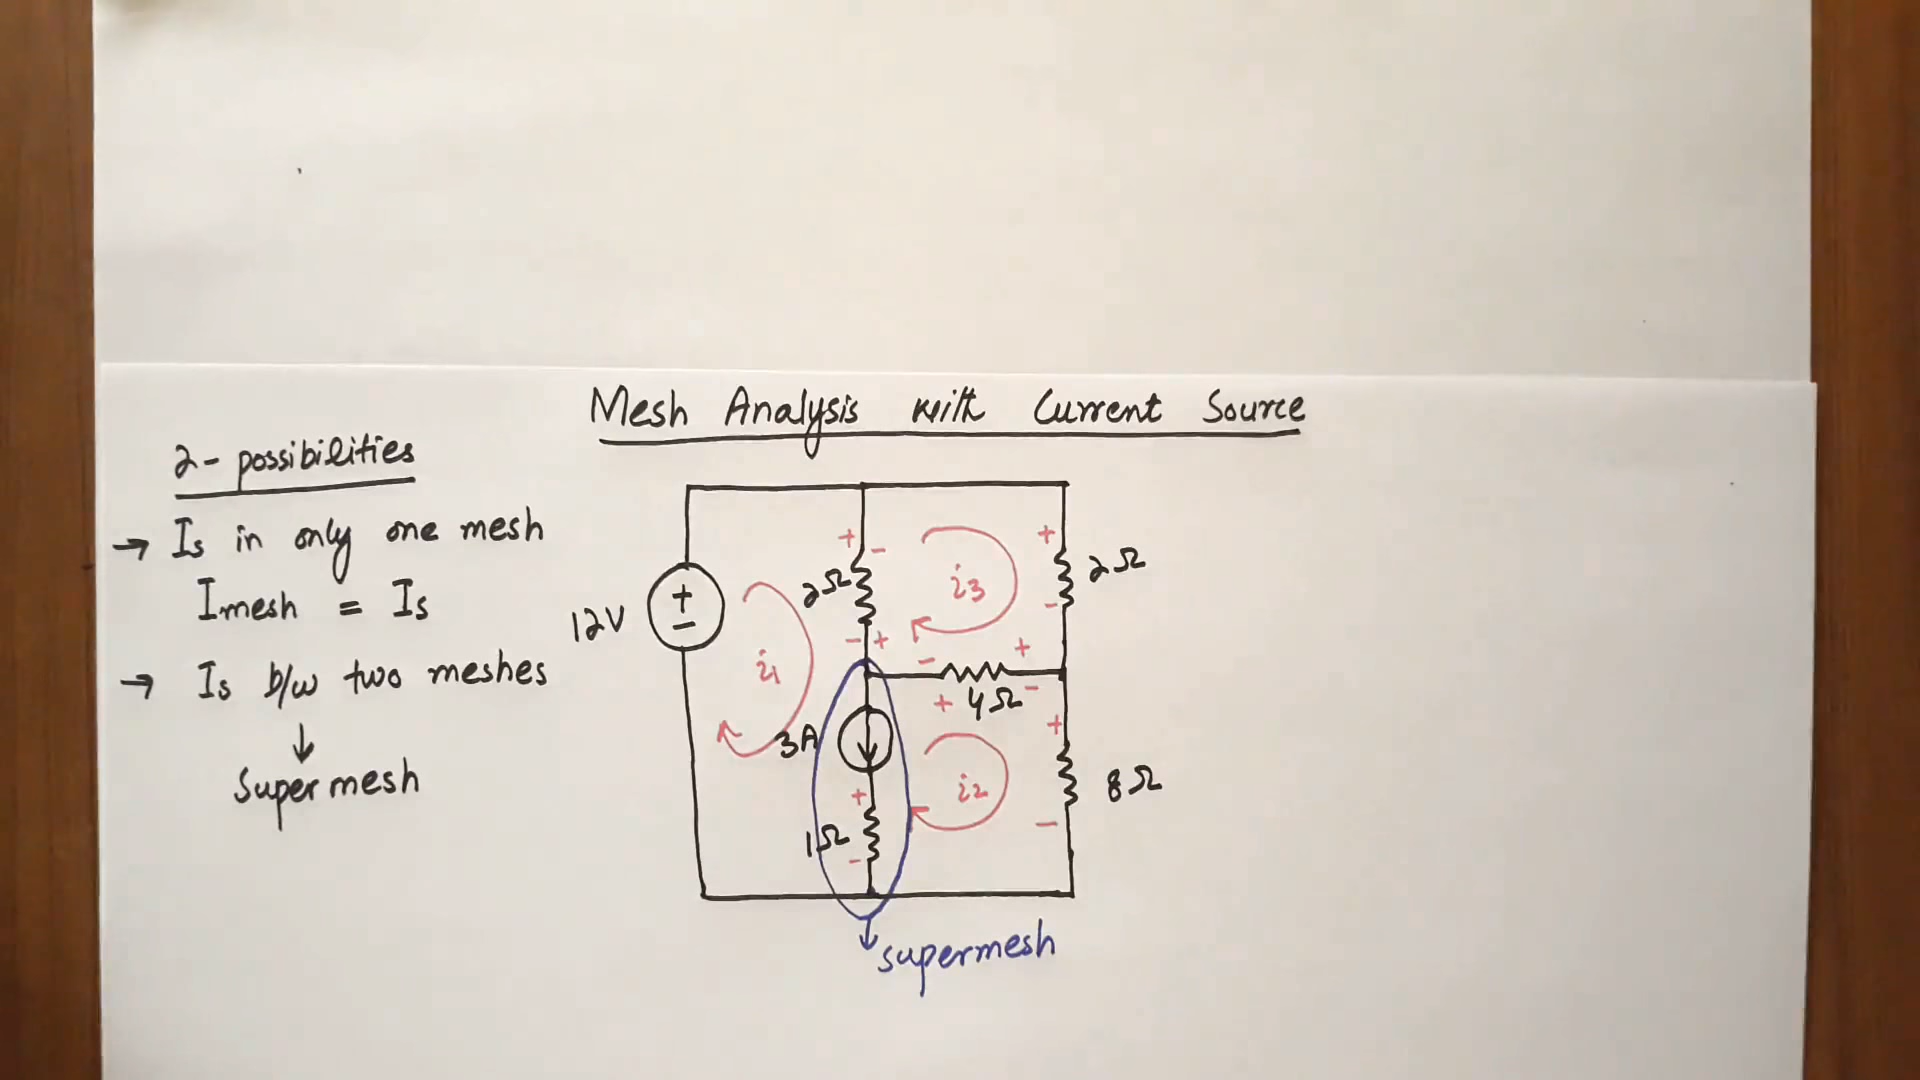 Mesh Analysis with Current Source
2- possibilities
→ Is in only one mesh
Imesh = Is
→ Is b/w two meshes
↓
Supermesh
12V
+
−
i1
2Ω
+ −
− +
i3
+
2Ω
−
− +
4Ω
+ −
3A
+
1Ω
−
i2
+
8Ω
−
↓ supermesh